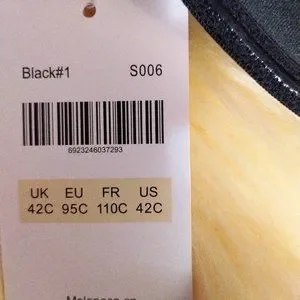 Black#1 S006
6923246037293
UK EU FR US
42C 95C 110C 42C